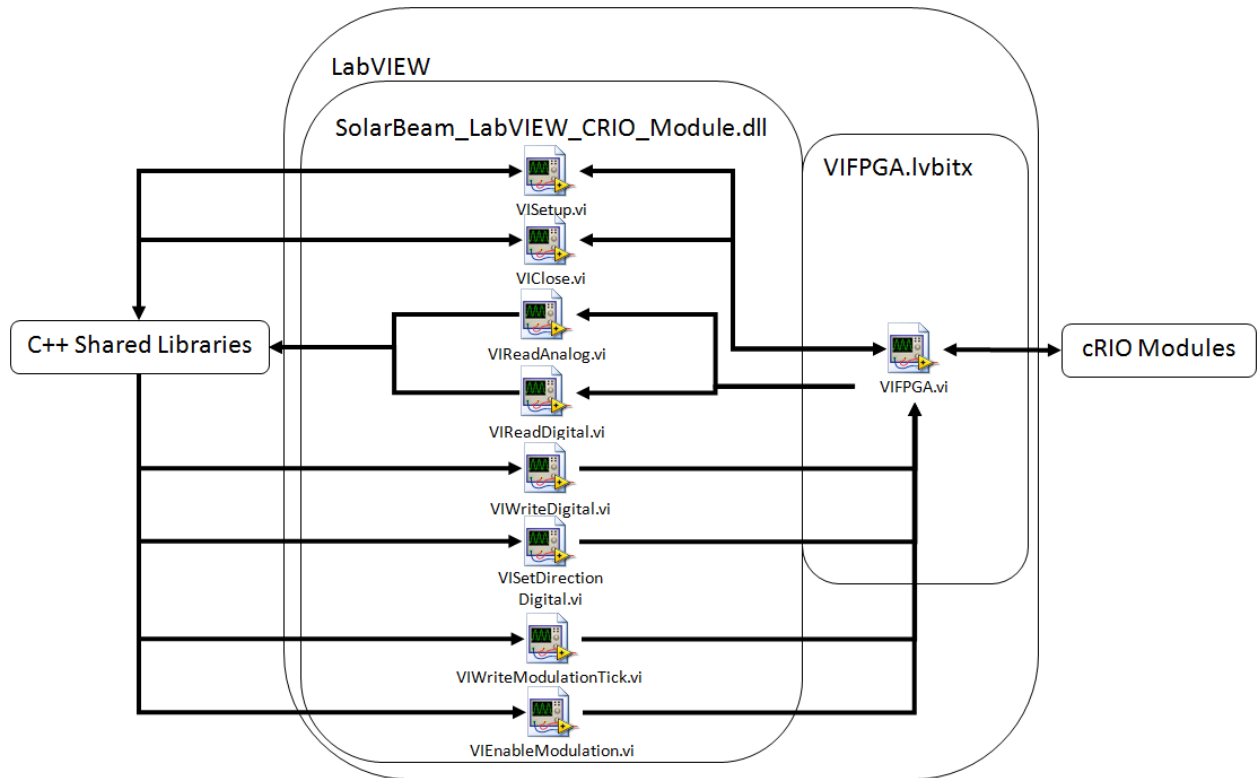 LabVIEW
SolarBeam_LabVIEW_CRIO_Module.dll
VIFPGA.lvbitx
VISetup.vi
VIClose.vi
C++ Shared Libraries
VIReadAnalog.vi
cRIO Modules
VIFPGA.vi
VIReadDigital.vi
VIWriteDigital.vi
VISetDirection
Digital.vi
VIWriteModulationTick.vi
VIEnableModulation.vi